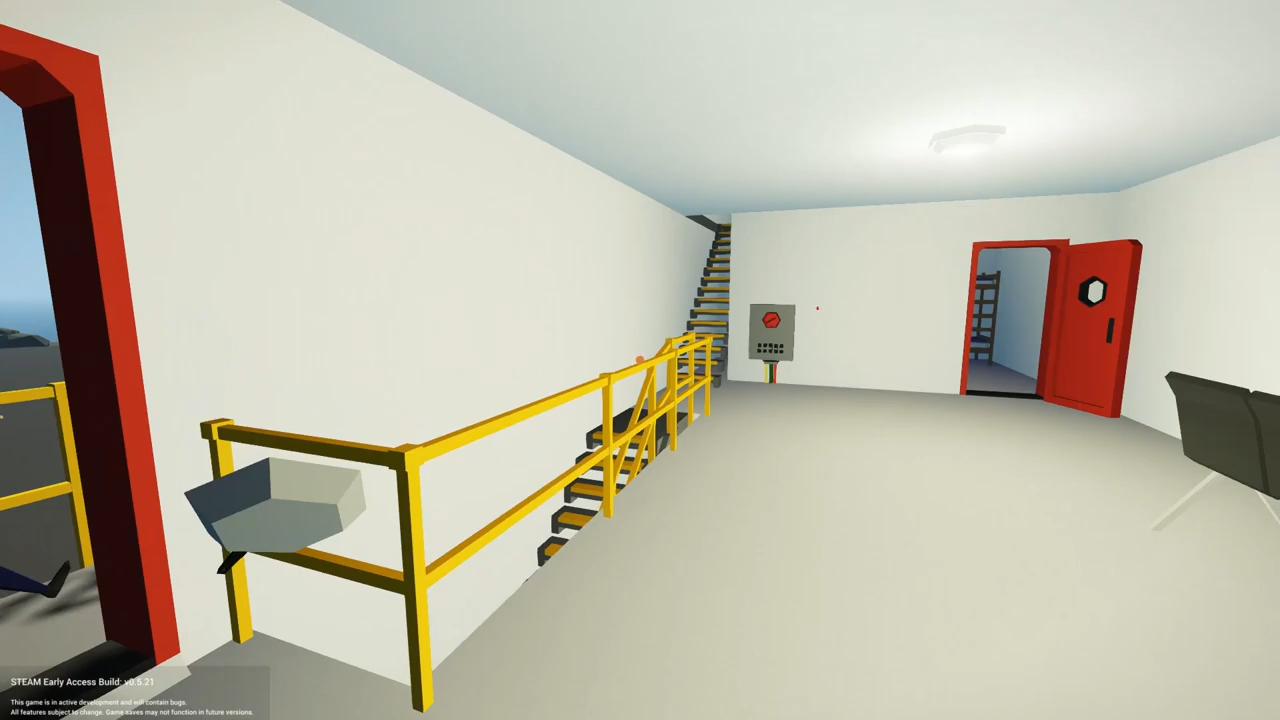 STEAM Early Access Build: v0.5.21
This game is in active development and will contain bugs.
All features subject to change. Game saves may not function in future versions.